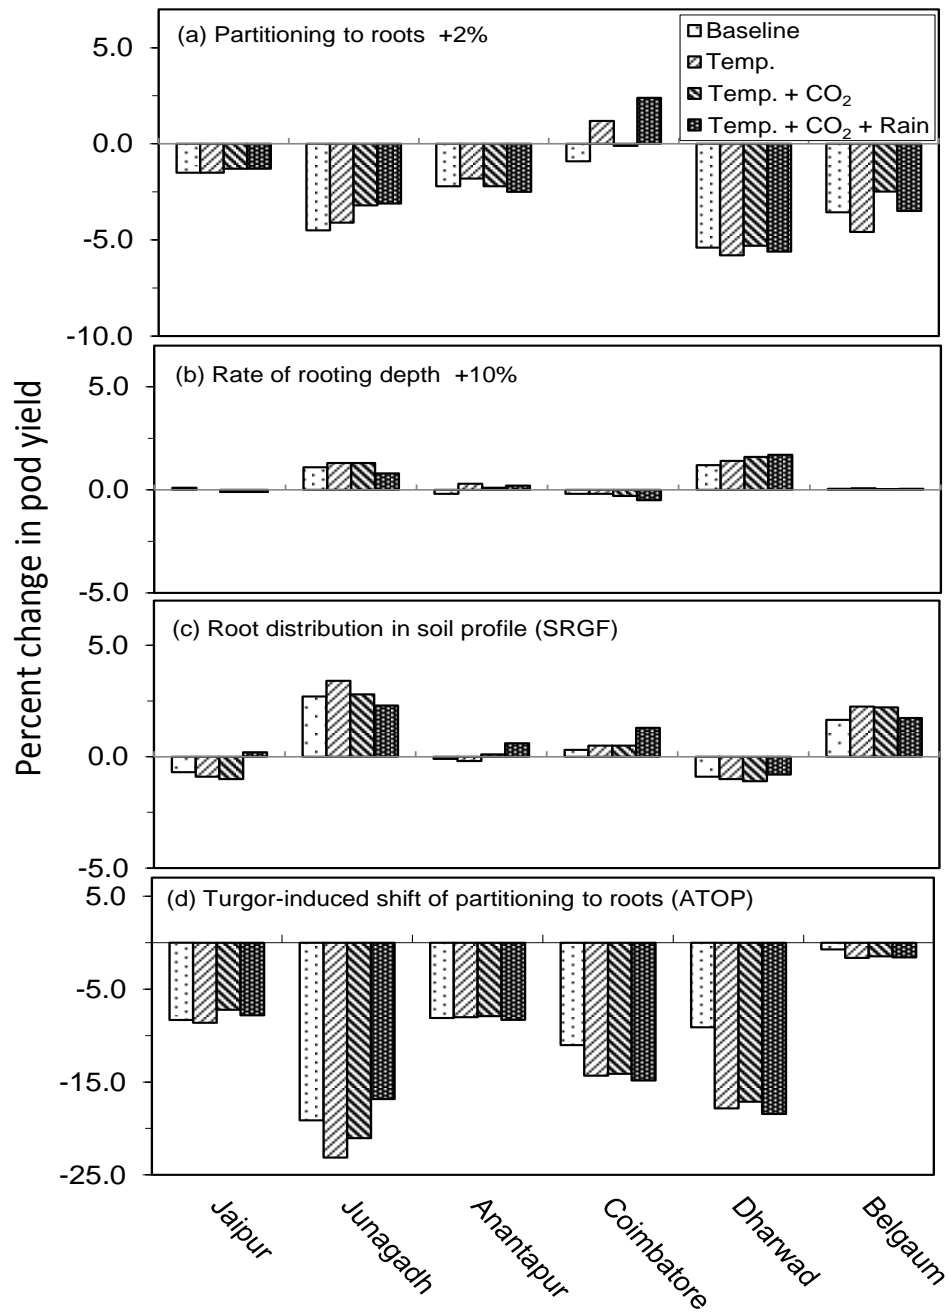 (a) Partitioning to roots +2%
Baseline
Temp.
Temp. + CO₂
Temp. + CO₂ + Rain
5.0
0.0
-5.0
-10.0
(b) Rate of rooting depth +10%
5.0
0.0
-5.0
(c) Root distribution in soil profile (SRGF)
5.0
0.0
-5.0
(d) Turgor-induced shift of partitioning to roots (ATOP)
5.0
-5.0
-15.0
-25.0
Percent change in pod yield
Jaipur
Junagadh
Anantapur
Coimbatore
Dharwad
Belgaum